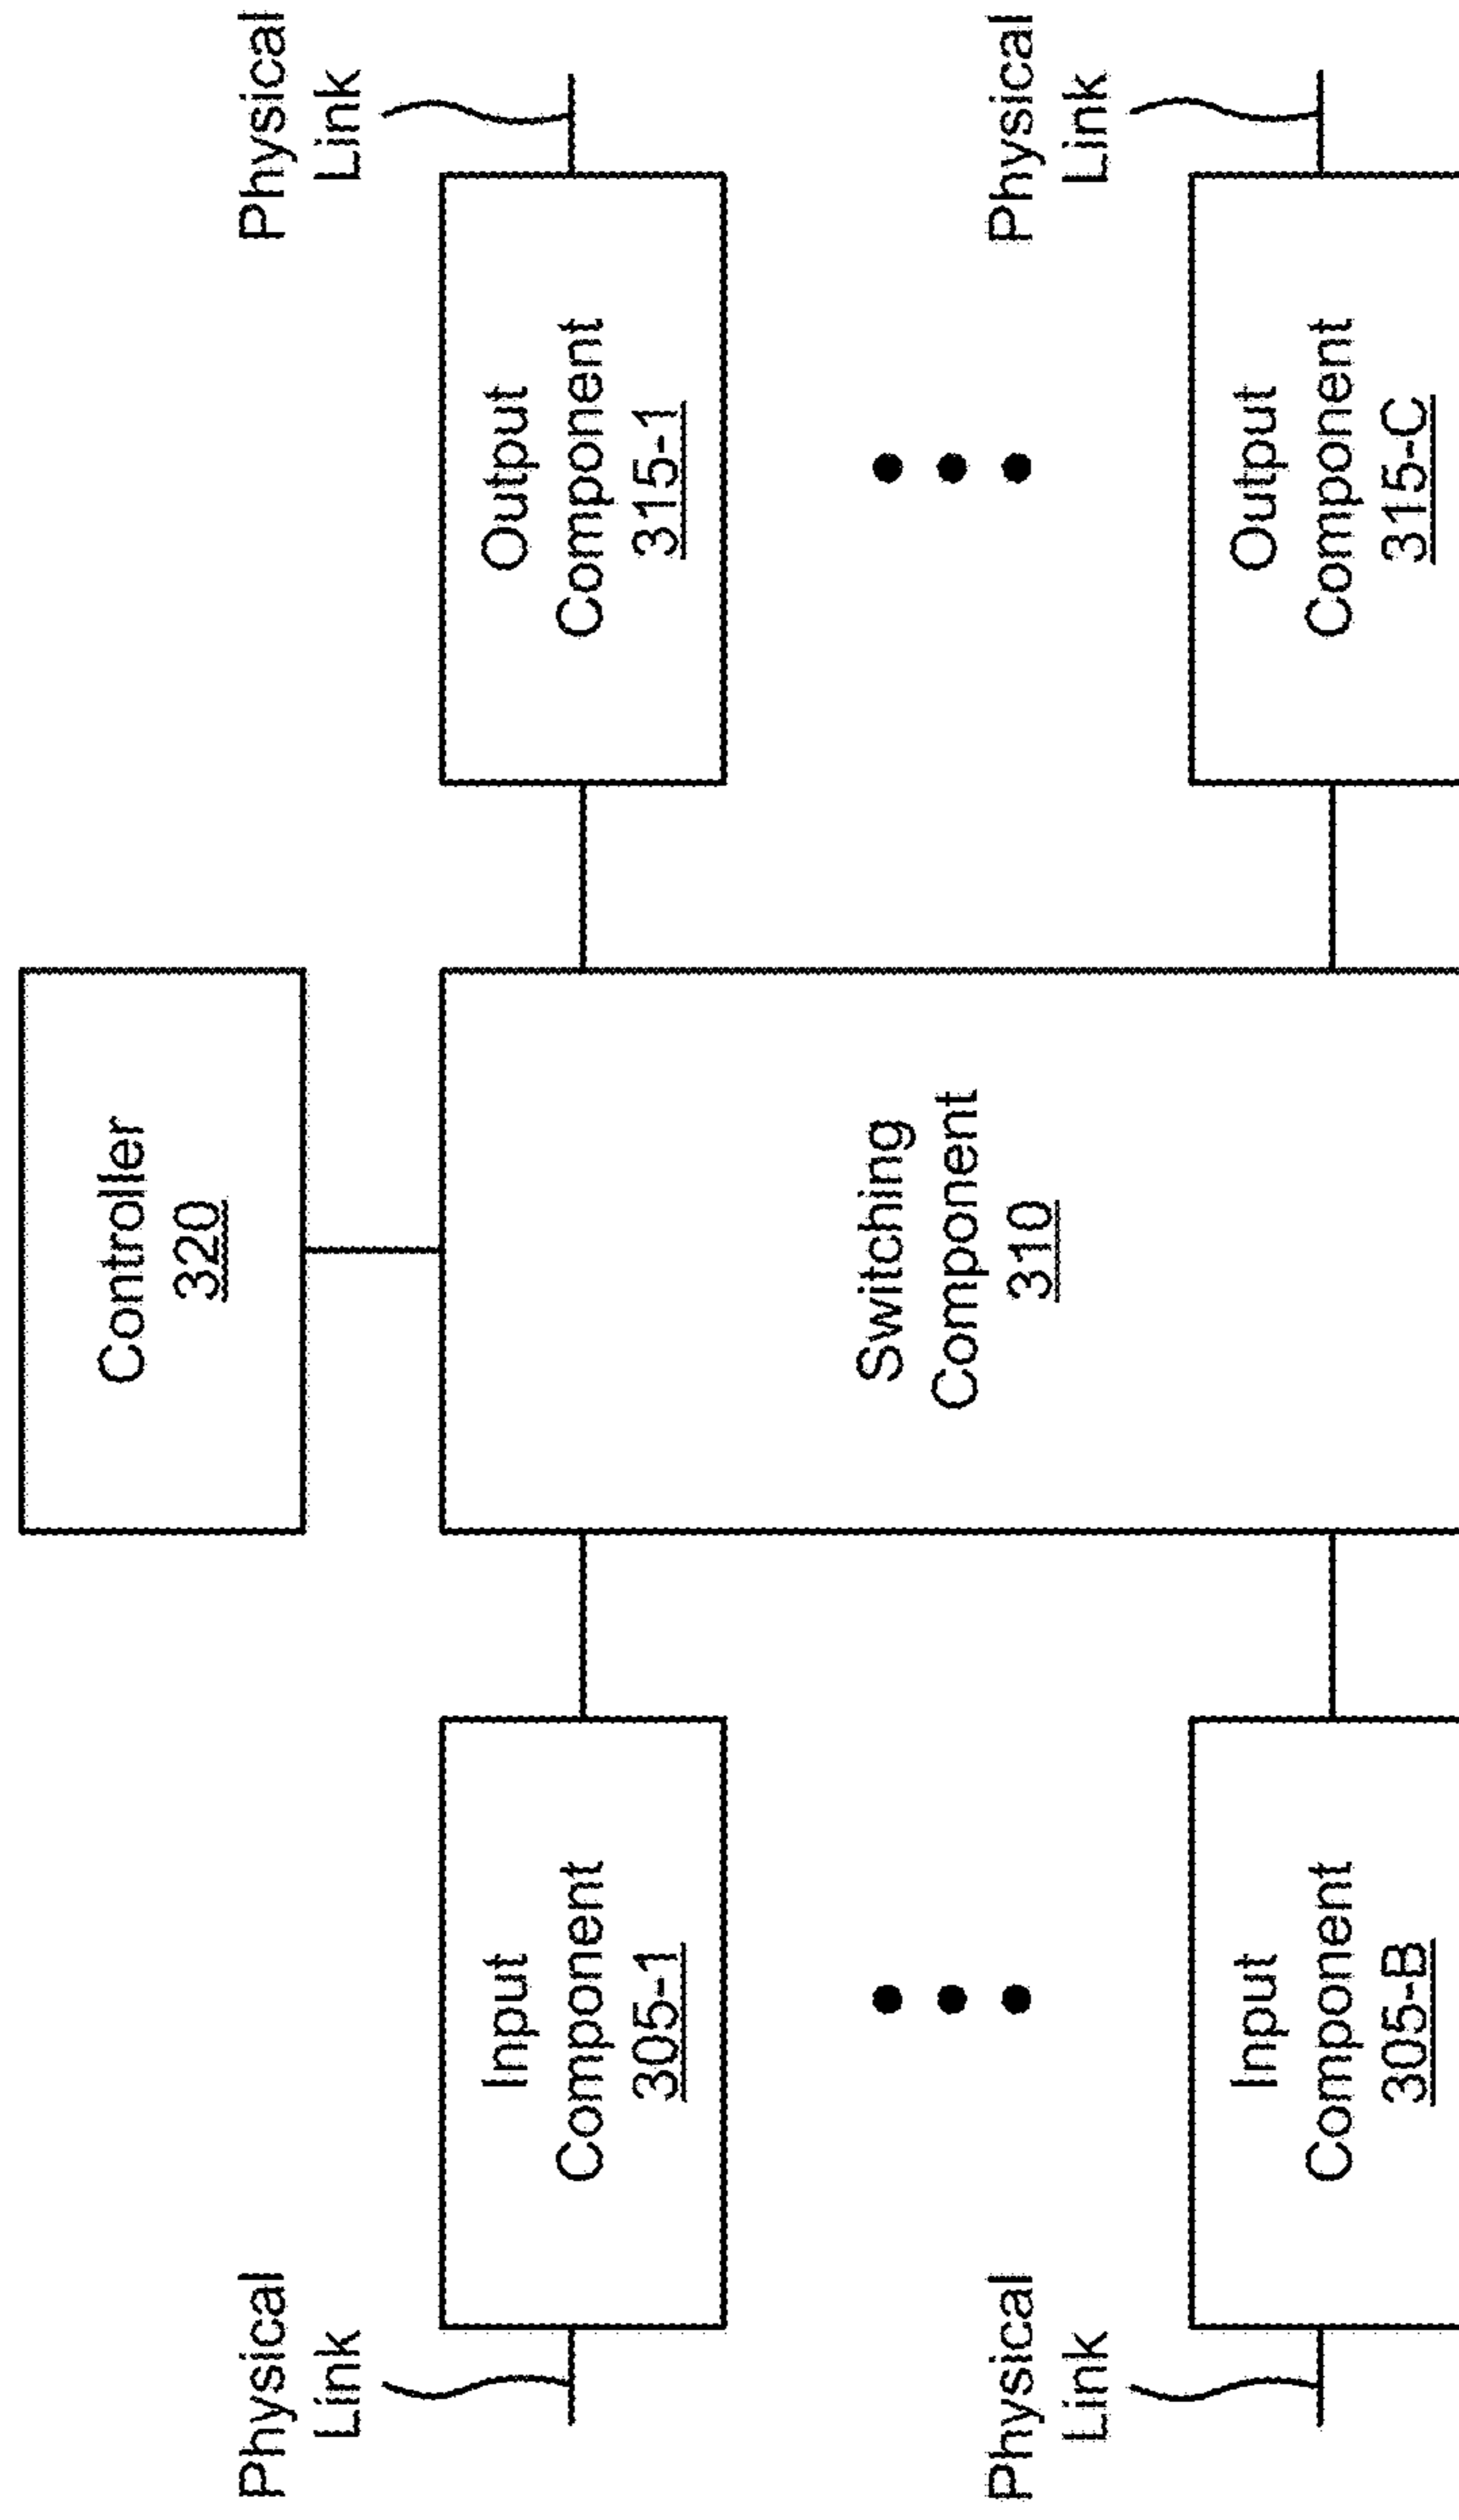 Controller
320
Physical
Link
Input
Component
305-1
Switching
Component
310
Output
Component
315-1
Physical
Link
Physical
Link
Input
Component
305-B
Output
Component
315-C
Physical
Link